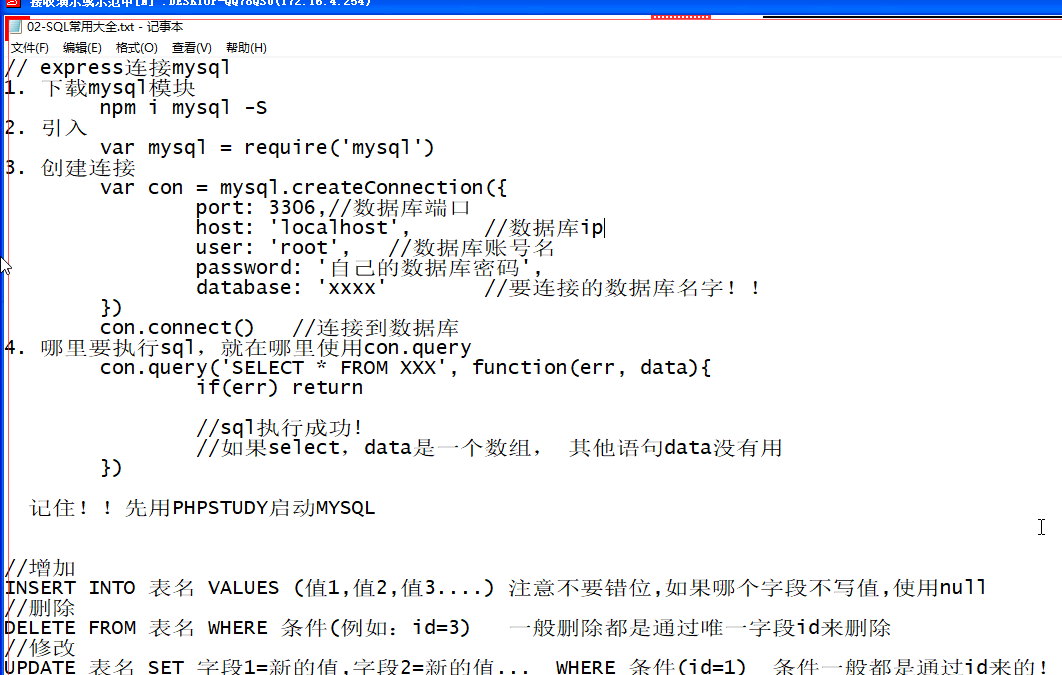 02-SQL常用大全.txt - 记事本
文件(F) 编辑(E) 格式(O) 查看(V) 帮助(H)
// express连接mysql
1. 下载mysql模块
npm i mysql -S
2. 引入
var mysql = require('mysql')
3. 创建连接
var con = mysql.createConnection({
port: 3306,//数据库端口
host: 'localhost', //数据库ip
user: 'root', //数据库账号名
password: '自己的数据库密码',
database: 'xxxx' //要连接的数据库名字！！
})
con.connect() //连接到数据库
4. 哪里要执行sql，就在哪里使用con.query
con.query('SELECT * FROM XXX', function(err, data){
if(err) return
//sql执行成功!
//如果select，data是一个数组， 其他语句data没有用
})
记住！！先用PHPSTUDY启动MYSQL
//增加
INSERT INTO 表名 VALUES (值1,值2,值3....) 注意不要错位,如果哪个字段不写值,使用null
//删除
DELETE FROM 表名 WHERE 条件(例如：id=3) 一般删除都是通过唯一字段id来删除
//修改
UPDATE 表名 SET 字段1=新的值,字段2=新的值... WHERE 条件(id=1) 条件一般都是通过id来的!